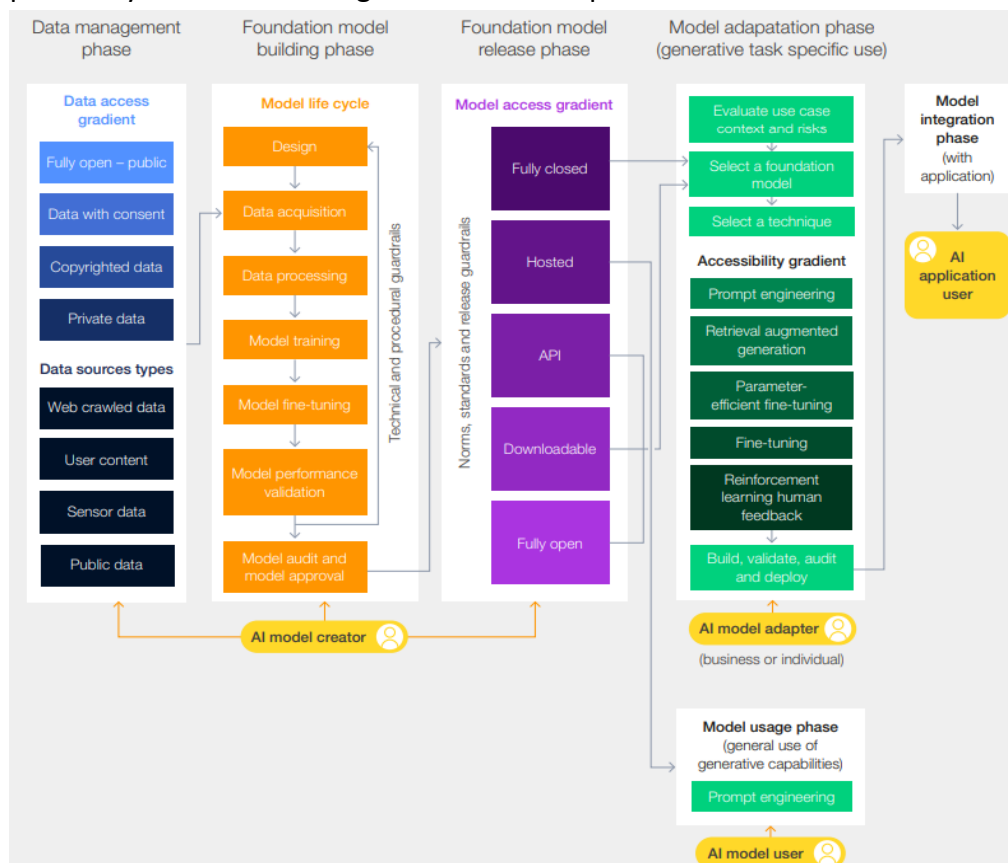 Data management
phase
Foundation model
building phase
Foundation model
release phase
Model adapatation phase
(generative task specific use)
Data access
gradient
Fully open – public
Data with consent
Copyrighted data
Private data
Data sources types
Web crawled data
User content
Sensor data
Public data
Model life cycle
Design
Data acquisition
Data processing
Model training
Model fine-tuning
Model performance
validation
Model audit and
model approval
Technical and procedural guardrails
AI model creator
Norms, standards and release guardrails
Model access gradient
Fully closed
Hosted
API
Downloadable
Fully open
Evaluate use case
context and risks
Select a foundation
model
Select a technique
Accessibility gradient
Prompt engineering
Retrieval augmented
generation
Parameter-
efficient fine-tuning
Fine-tuning
Reinforcement
learning human
feedback
Build, validate, audit
and deploy
AI model adapter
(business or individual)
Model
integration
phase
(with
application)
AI
application
user
Model usage phase
(general use of
generative capabilities)
Prompt engineering
AI model user